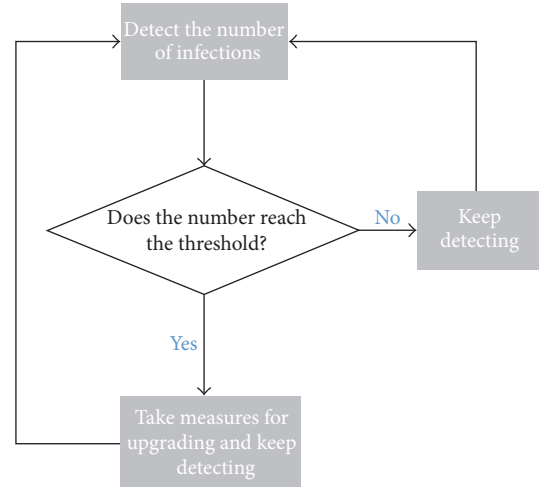 Detect the number
of infections
Does the number reach
the threshold?
No
Keep
detecting
Yes
Take measures for
upgrading and keep
detecting